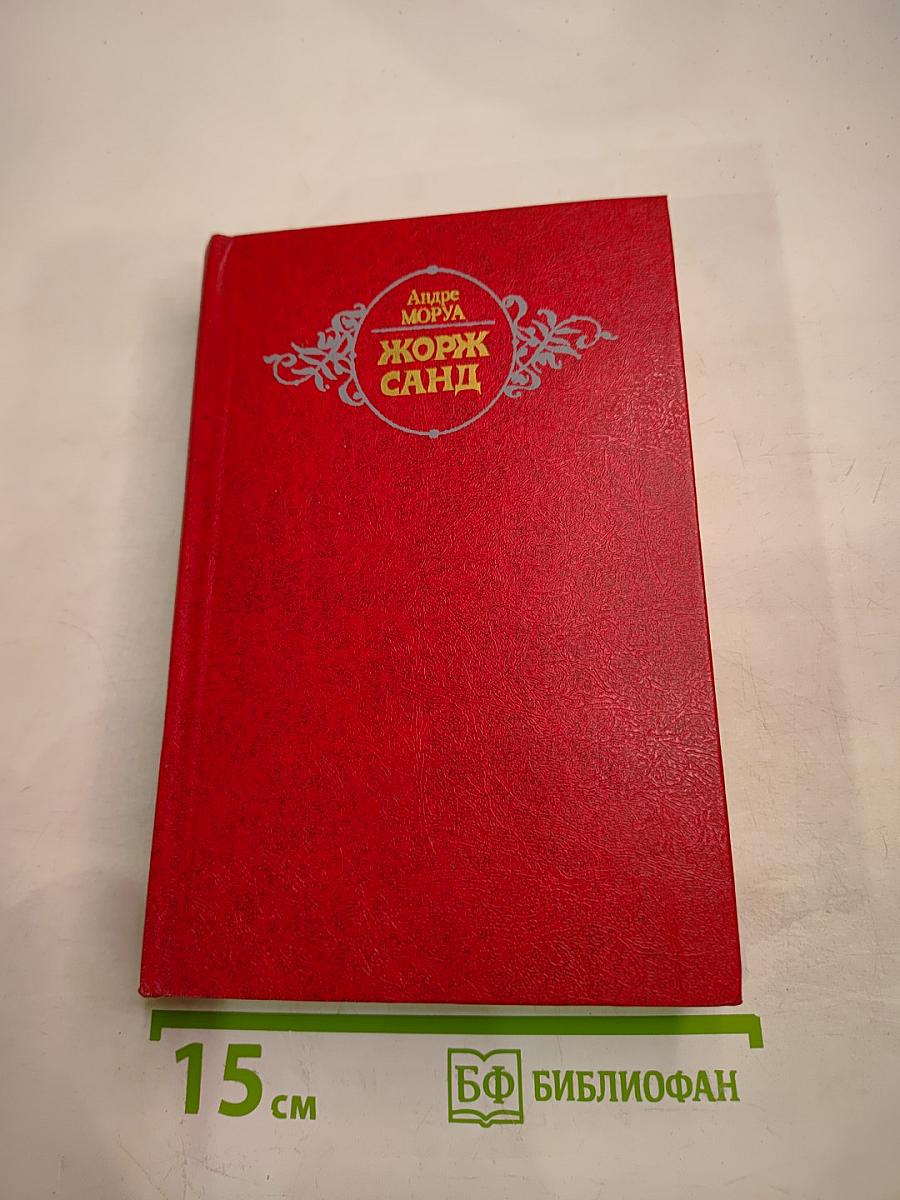 Андре
МОРУА
ЖОРЖ
САНД
15 см
БФ БИБЛИОФАН